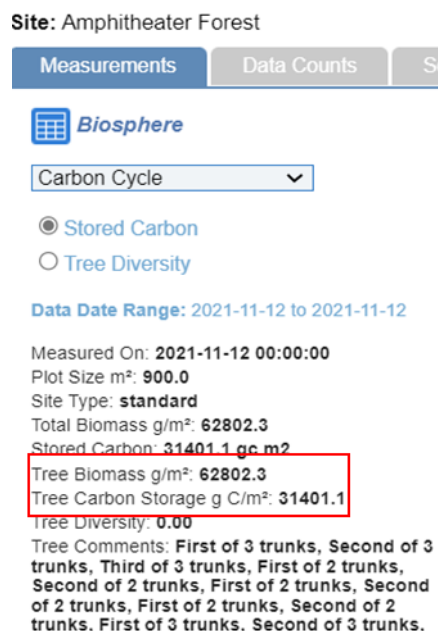 Site: Amphitheater Forest
Measurements Data Counts S
Biosphere
Carbon Cycle
Stored Carbon
Tree Diversity
Data Date Range: 2021-11-12 to 2021-11-12
Measured On: 2021-11-12 00:00:00
Plot Size m²: 900.0
Site Type: standard
Total Biomass g/m²: 62802.3
Stored Carbon: 31401.1 gc m2
Tree Biomass g/m²: 62802.3
Tree Carbon Storage g C/m²: 31401.1
Tree Diversity: 0.00
Tree Comments: First of 3 trunks, Second of 3
trunks, Third of 3 trunks, First of 2 trunks,
Second of 2 trunks, First of 2 trunks, Second
of 2 trunks, First of 2 trunks, Second of 2
trunks, First of 3 trunks, Second of 3 trunks,